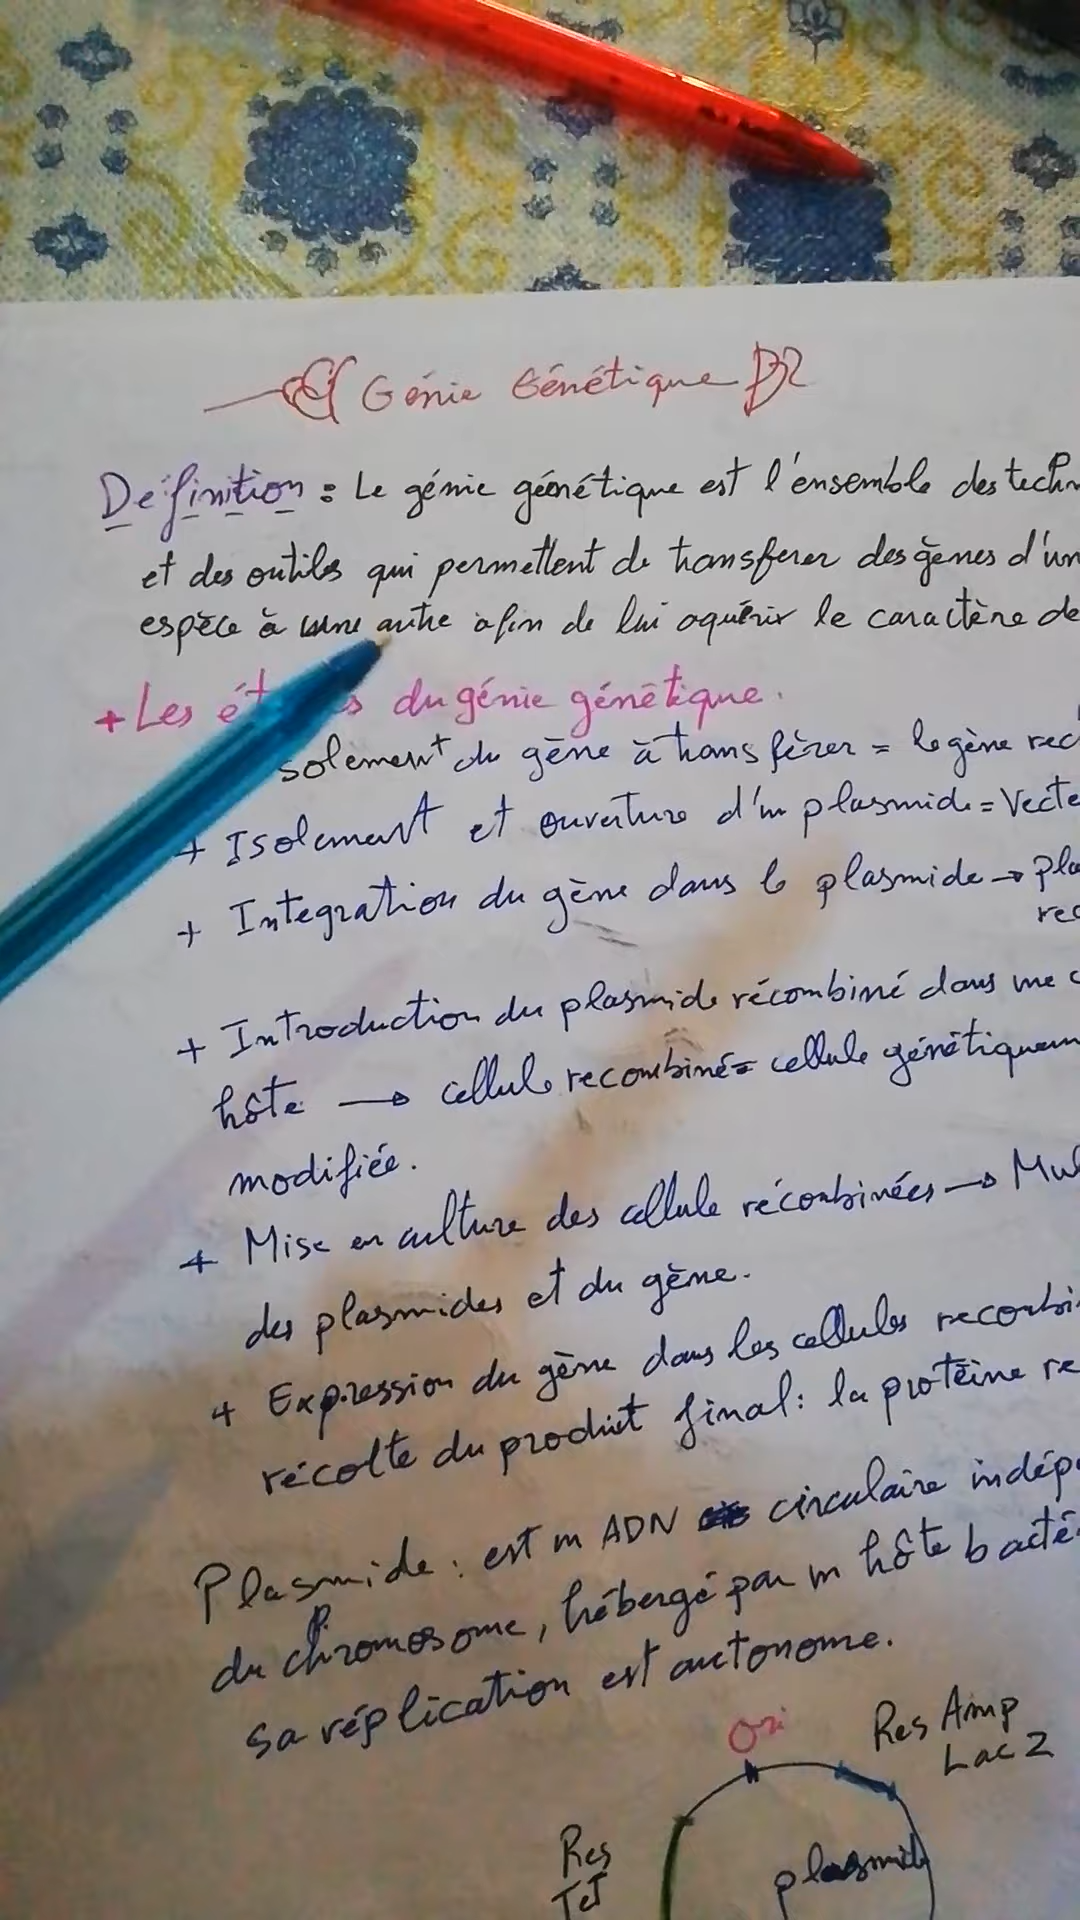 Génie Génétique
Définition : Le génie génétique est l'ensemble des techn
et des outils qui permettent de transferer des gènes d'un
espèce à une autre afin de lui aquérir le caractère de
+ Les ét s du génie génétique.
solement du gène à transférer = le gène rec
+ Isolement et ouverture d'un plasmide = Vecte
+ Integration du gène dans le plasmide → pla
rec
+ Introduction du plasmide récombiné dans une c
hôte → cellule recombiné = cellule génétiquem
modifiée.
+ Mise en culture des cellule récombinées → Mul
des plasmides et du gène.
+ Expression du gène dans les cellules recombi
récolte du produit final : la protéine re
Plasmide : est un ADN circulaire indépe
du chromosome, hébergé par un hôte bacté
sa réplication est autonome.
Ori
Res Amp
Lac Z
Res
Tet
plasmide